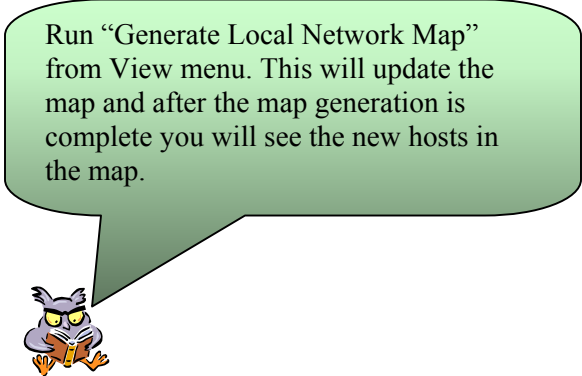 Run “Generate Local Network Map”
from View menu. This will update the
map and after the map generation is
complete you will see the new hosts in
the map.